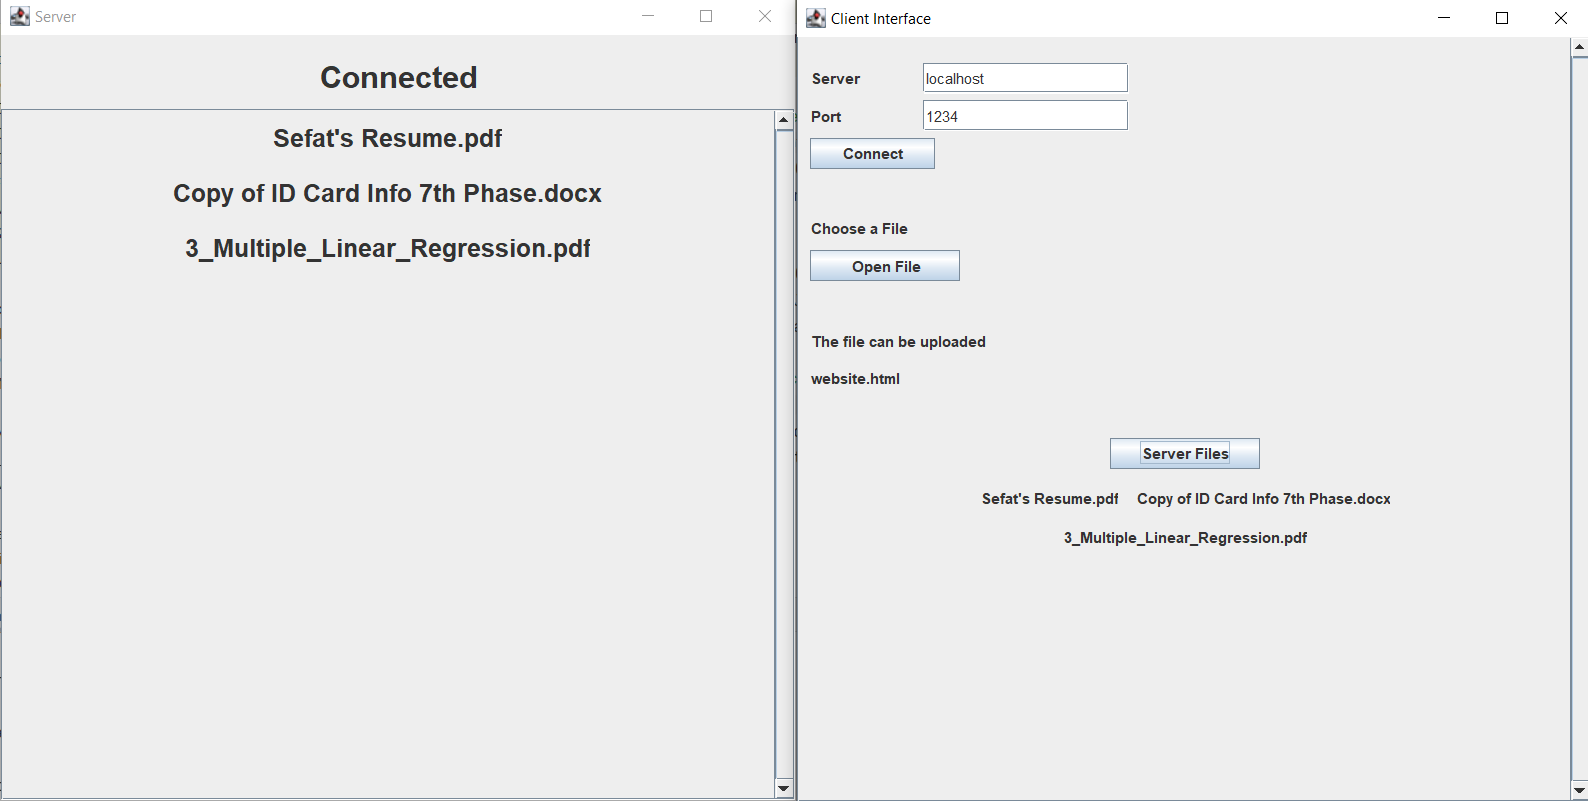 Server
Connected
Sefat's Resume.pdf
Copy of ID Card Info 7th Phase.docx
3_Multiple_Linear_Regression.pdf
Client Interface
Server
localhost
Port
1234
Connect
Choose a File
Open File
The file can be uploaded
website.html
Server Files
Sefat's Resume.pdf Copy of ID Card Info 7th Phase.docx
3_Multiple_Linear_Regression.pdf